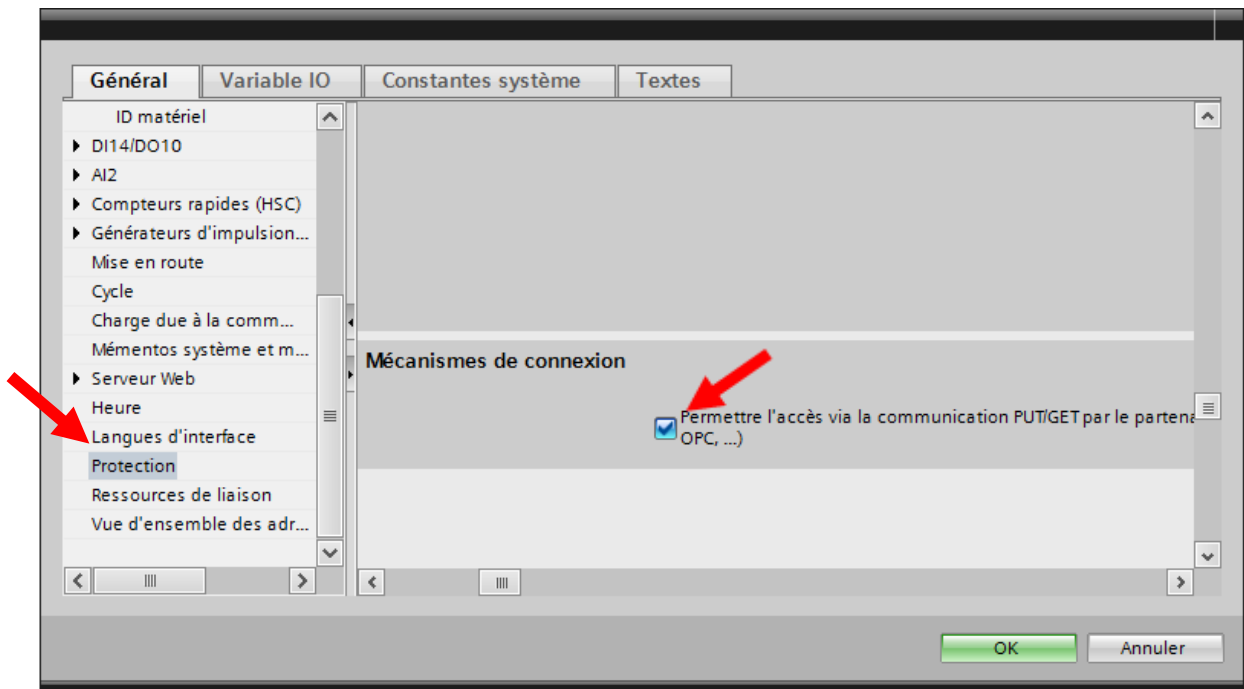 Général Variable IO Constantes système Textes
ID matériel
DI14/DO10
AI2
Compteurs rapides (HSC)
Générateurs d'impulsion...
Mise en route
Cycle
Charge due à la comm...
Mémentos système et m...
Serveur Web
Heure
Langues d'interface
Protection
Ressources de liaison
Vue d'ensemble des adr...
Mécanismes de connexion
Permettre l'accès via la communication PUT/GET par le partena
OPC, ...)
OK Annuler